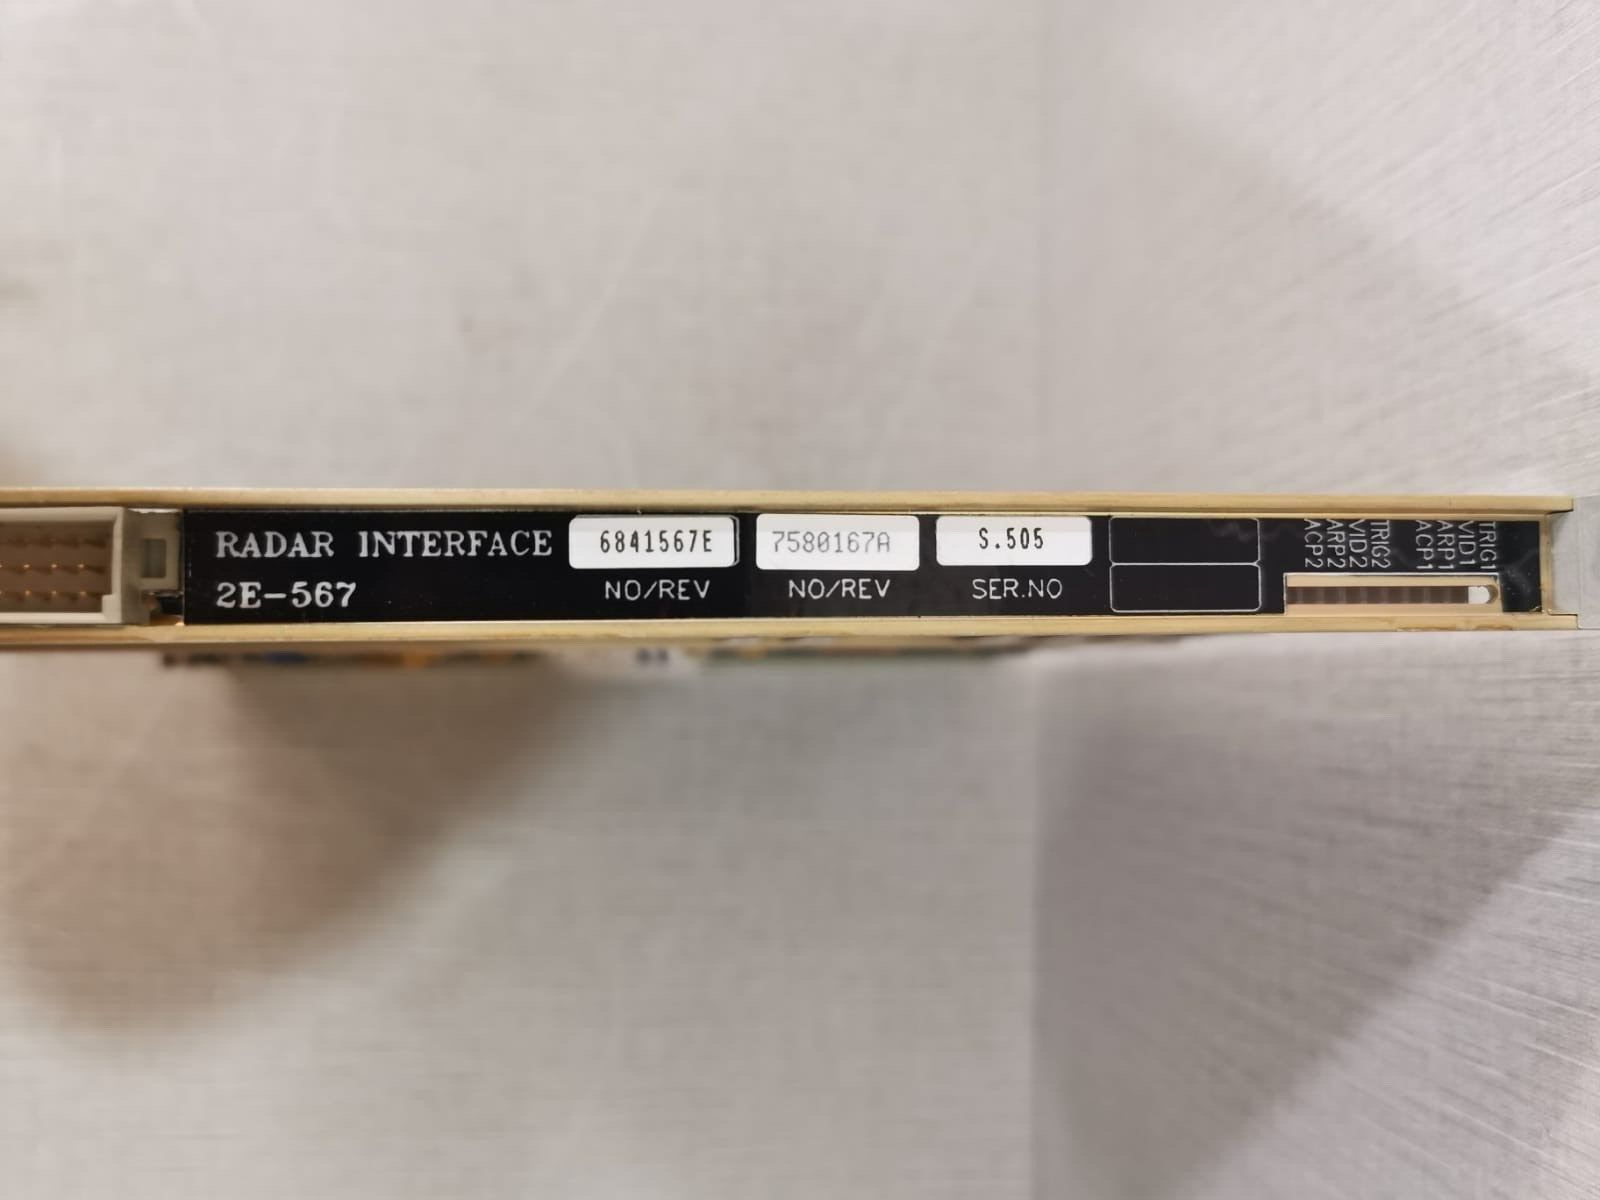 RADAR INTERFACE
2E-567
6841567E
NO/REV
7580167A
NO/REV
S.505
SER.NO
TRIG1
VID1
ARP1
ACP1
TRIG2
VID2
ARP2
ACP2